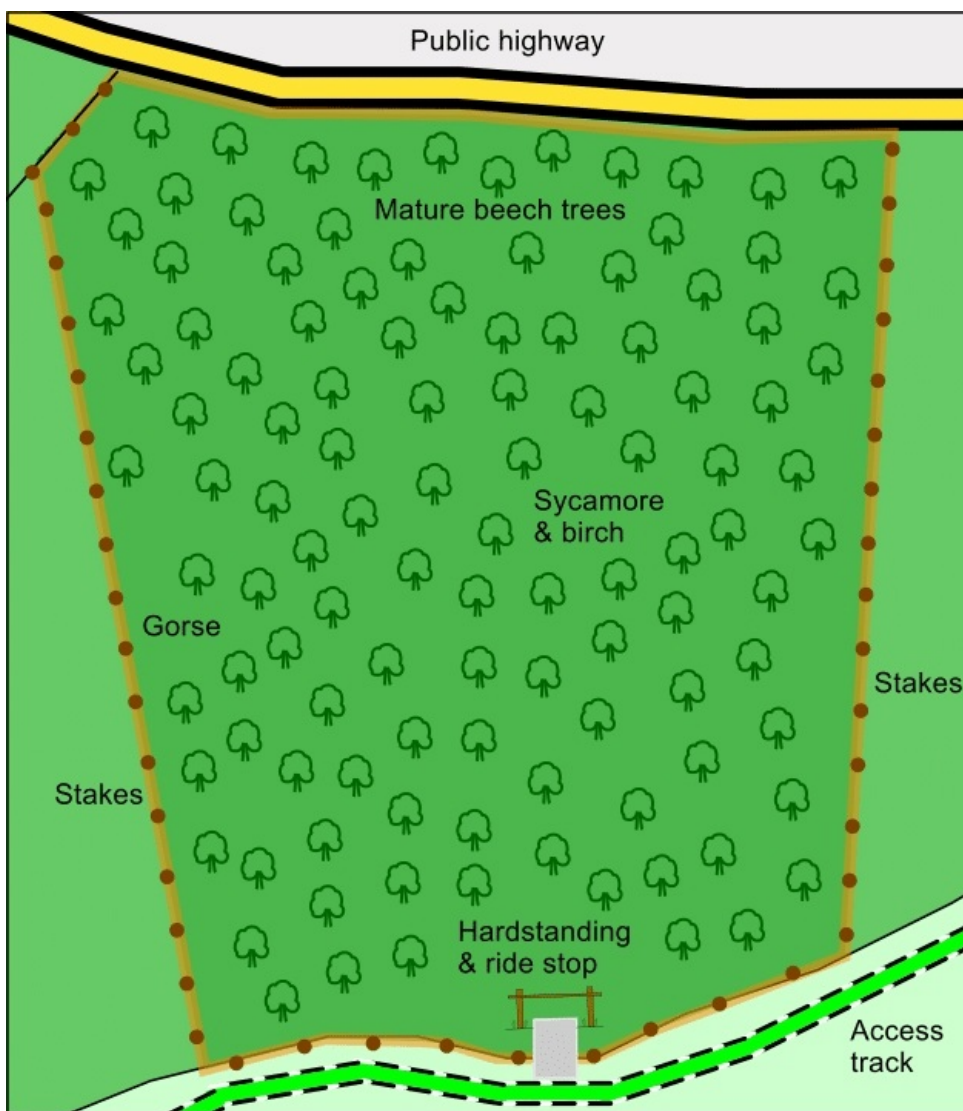 Public highway
Mature beech trees
Sycamore
& birch
Gorse
Stakes
Stakes
Hardstanding
& ride stop
Access
track